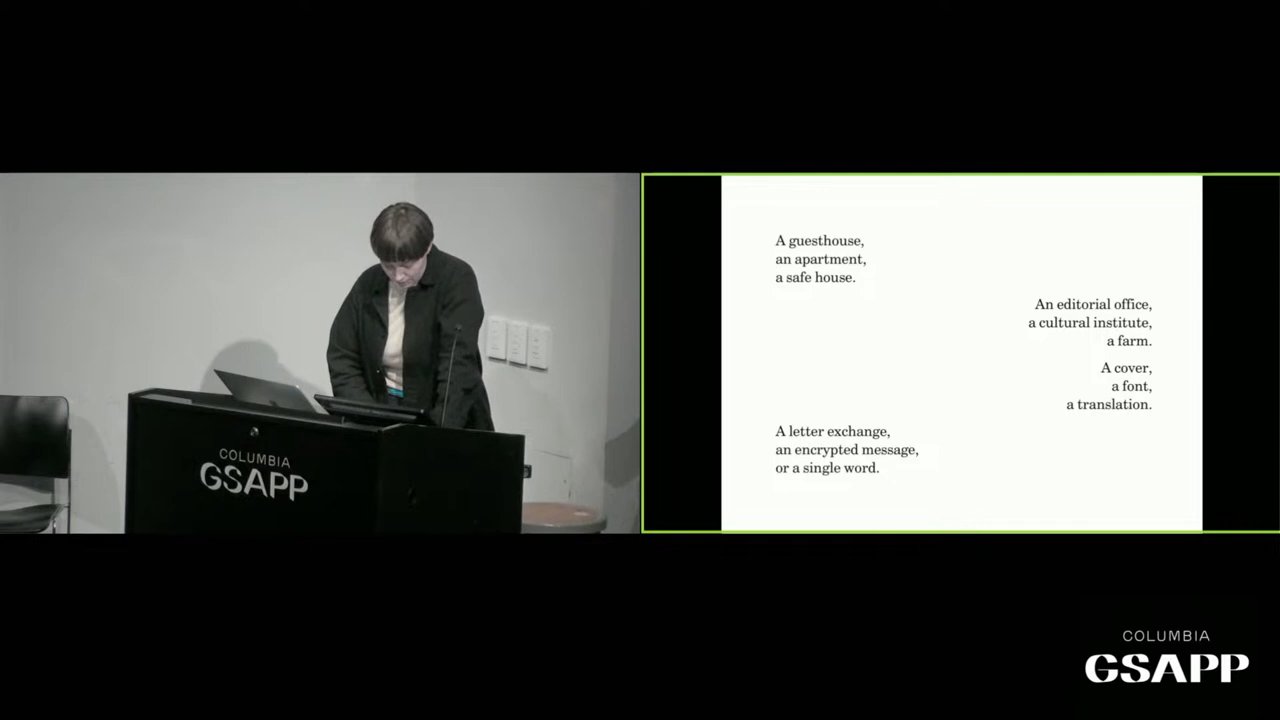 COLUMBIA
GSAPP
A guesthouse,
an apartment,
a safe house.
An editorial office,
a cultural institute,
a farm.
A cover,
a font,
a translation.
A letter exchange,
an encrypted message,
or a single word.
COLUMBIA
GSAPP